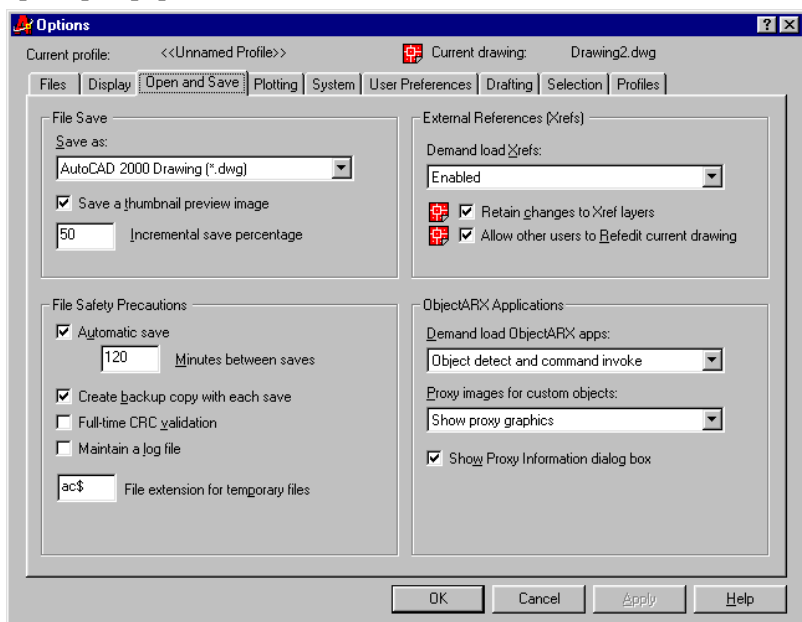 Options
Current profile: <<Unnamed Profile>> Current drawing: Drawing2.dwg
Files Display Open and Save Plotting System User Preferences Drafting Selection Profiles
File Save
Save as:
AutoCAD 2000 Drawing (*.dwg)
Save a thumbnail preview image
50 Incremental save percentage
External References (Xrefs)
Demand load Xrefs:
Enabled
Retain changes to Xref layers
Allow other users to Refedit current drawing
File Safety Precautions
Automatic save
120 Minutes between saves
Create backup copy with each save
Full-time CRC validation
Maintain a log file
ac$ File extension for temporary files
ObjectARX Applications
Demand load ObjectARX apps:
Object detect and command invoke
Proxy images for custom objects:
Show proxy graphics
Show Proxy Information dialog box
OK Cancel Apply Help